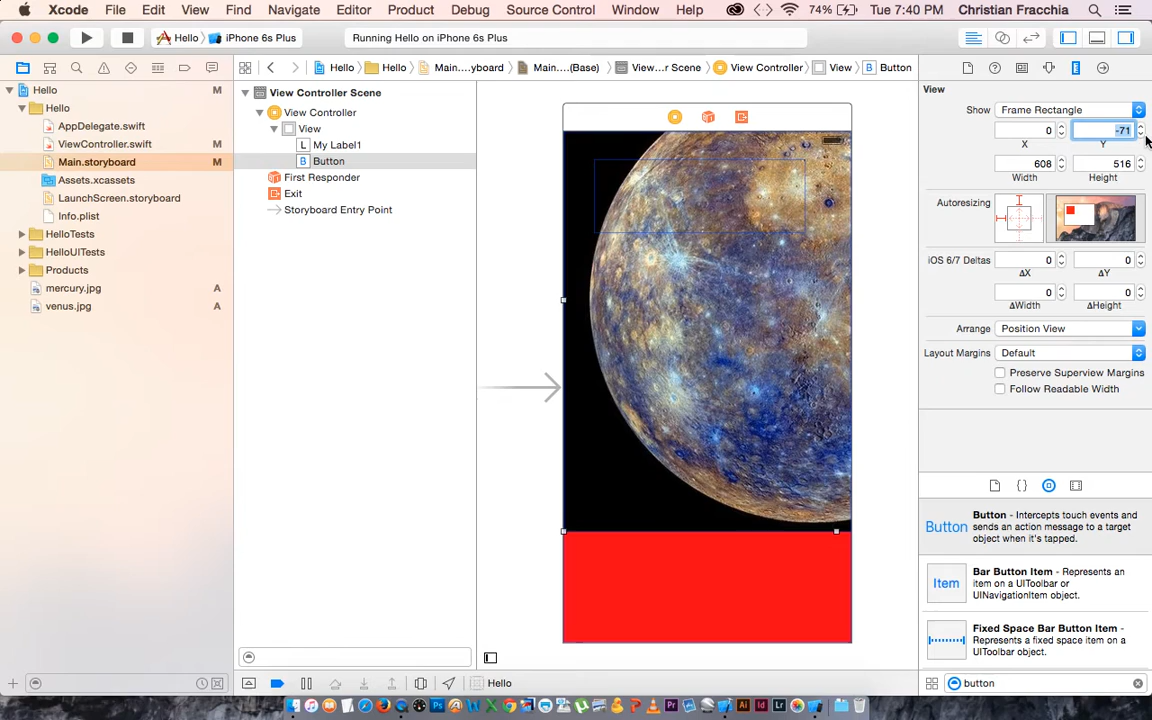 Xcode File Edit View Find Navigate Editor Product Debug Source Control Window Help 74% Tue 7:40 PM Christian Fracchia
Hello iPhone 6s Plus Running Hello on iPhone 6s Plus
Hello Hello Main....yboard Main....(Base) View...r Scene View Controller View Button
Hello M
Hello
AppDelegate.swift
ViewController.swift M
Main.storyboard M
Assets.xcassets
LaunchScreen.storyboard
Info.plist
HelloTests
HelloUITests
Products
mercury.jpg A
venus.jpg A
View Controller Scene
View Controller
View
L My Label1
B Button
First Responder
Exit
Storyboard Entry Point
View
Show Frame Rectangle
0 -71
X Y
608 516
Width Height
Autoresizing
iOS 6/7 Deltas 0 0
ΔX ΔY
0 0
ΔWidth ΔHeight
Arrange Position View
Layout Margins Default
Preserve Superview Margins
Follow Readable Width
Button
Button - Intercepts touch events and
sends an action message to a target
object when it's tapped.
Item
Bar Button Item - Represents an
item on a UIToolbar or
UINavigationItem object.
Fixed Space Bar Button Item -
Represents a fixed space item on a
UIToolbar object.
Hello
button